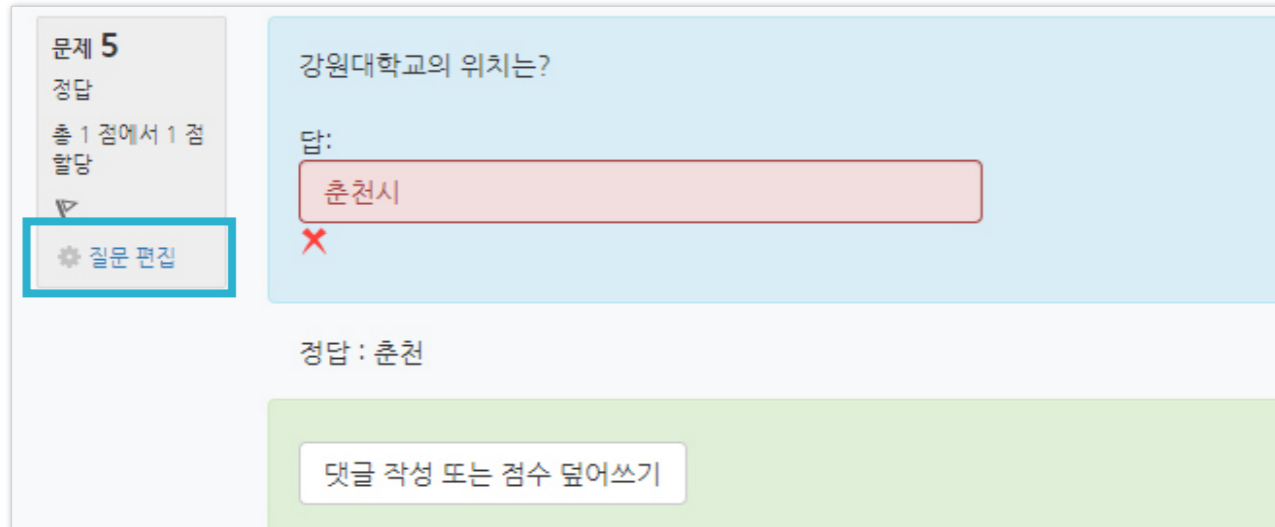 문제 5
정답
총 1 점에서 1 점
할당
질문 편집
강원대학교의 위치는?
답:
춘천시
정답 : 춘천
댓글 작성 또는 점수 덮어쓰기